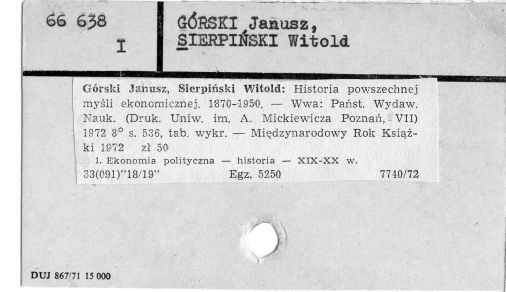 66 638
I
GÓRSKI Janusz,
SIERPIŃSKI Witold
Górski Janusz, Sierpiński Witold: Historia powszechnej
myśli ekonomicznej. 1870-1950. — Wwa: Państ. Wydaw.
Nauk. (Druk. Uniw. im. A. Mickiewicza Poznań, VII)
1972 8° s. 536, tab. wykr. — Międzynarodowy Rok Książ-
ki 1972 zł 50
1. Ekonomia polityczna — historia — XIX-XX w.
33(091)"18/19" Egz. 5250 7740/72
DUJ 867/71 15 000